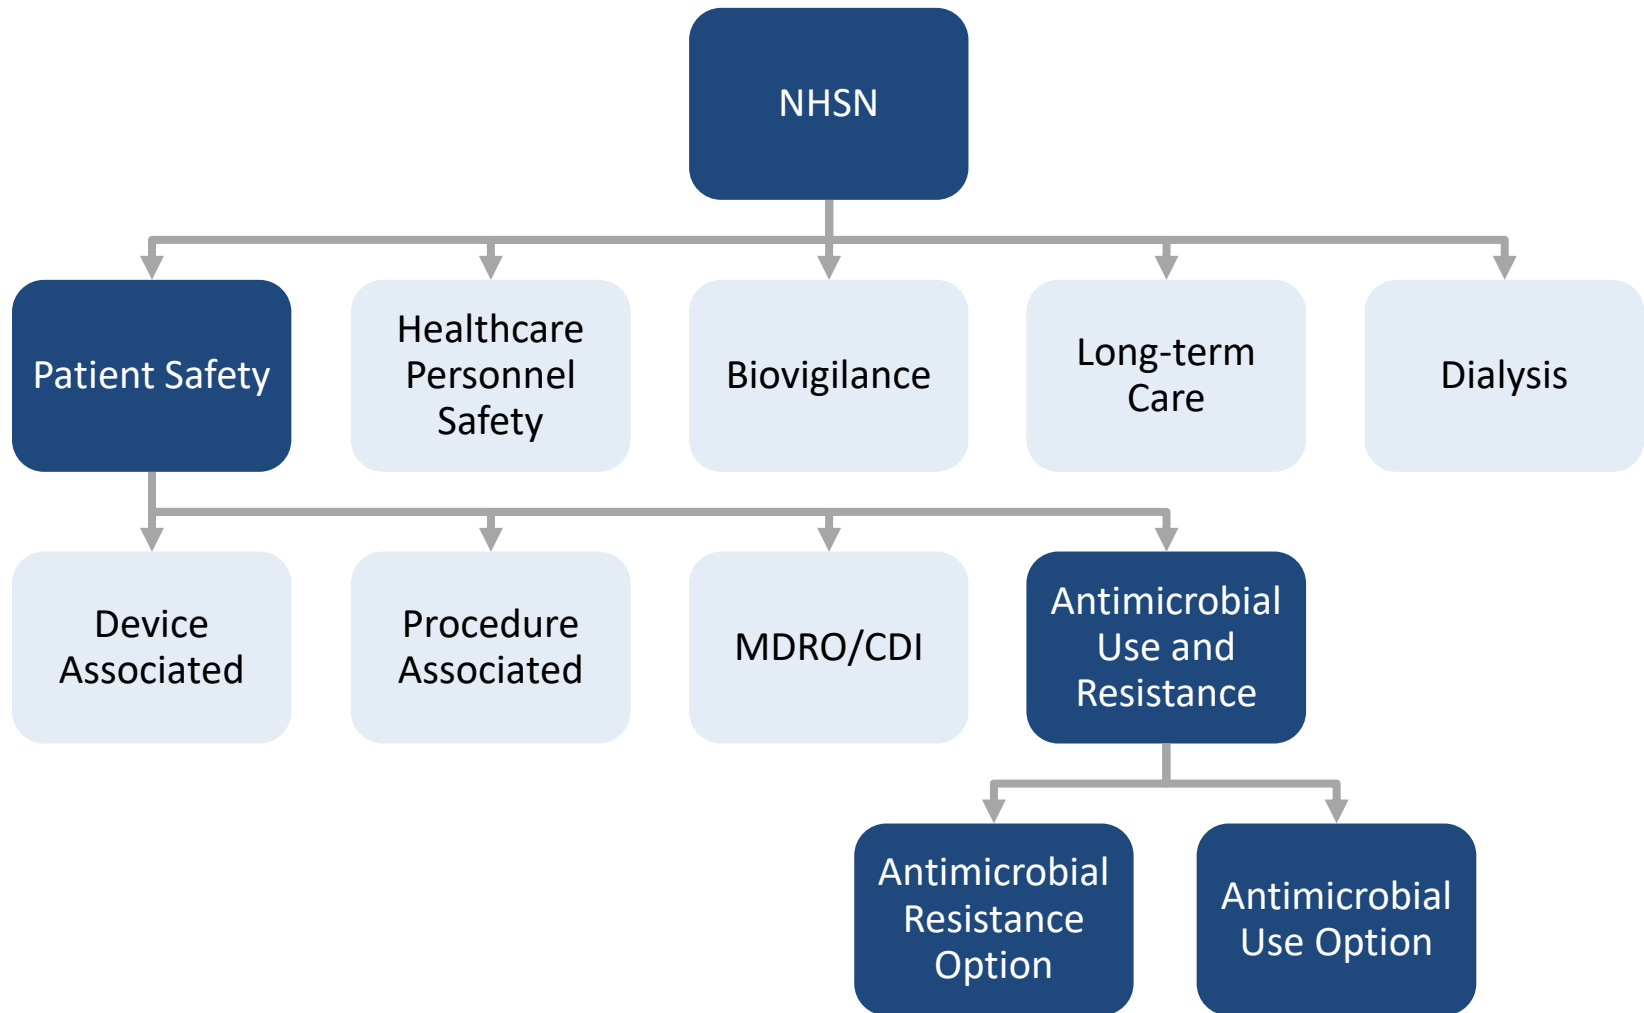 NHSN
Patient Safety
Healthcare
Personnel
Safety
Biovigilance
Long-term
Care
Dialysis
Device
Associated
Procedure
Associated
MDRO/CDI
Antimicrobial
Use and
Resistance
Antimicrobial
Resistance
Option
Antimicrobial
Use Option